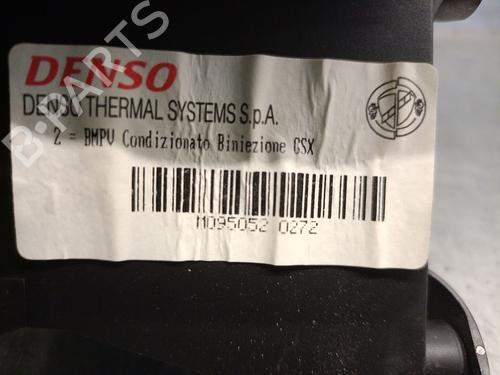 DENSO
DENSO THERMAL SYSTEMS S.p.A.
2 = BMPV Condizionato Biniezione CSX
M095052 0272
B-PARTS